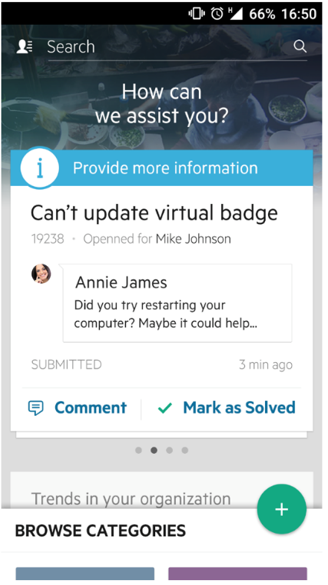 H 66% 16:50
Search
How can
we assist you?
i Provide more information
Can't update virtual badge
19238 · Openned for Mike Johnson
Annie James
Did you try restarting your
computer? Maybe it could help...
SUBMITTED 3 min ago
Comment Mark as Solved
Trends in your organization
+
BROWSE CATEGORIES